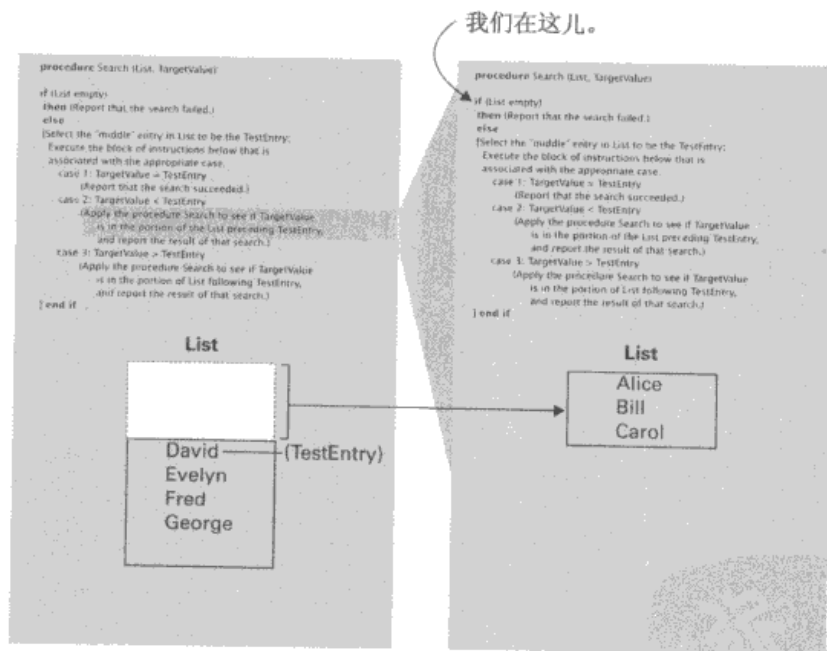 我们在这儿。
procedure Search (List, TargetValue)
if (List empty)
then (Report that the search failed.)
else
[Select the "middle" entry in List to be the TestEntry;
Execute the block of instructions below that is
associated with the appropriate case.
case 1: TargetValue = TestEntry
(Report that the search succeeded.)
case 2: TargetValue < TestEntry
(Apply the procedure Search to see if TargetValue
is in the portion of the List preceding TestEntry,
and report the result of that search.)
case 3: TargetValue > TestEntry
(Apply the procedure Search to see if TargetValue
is in the portion of List following TestEntry,
and report the result of that search.)
] end if
List
David (TestEntry)
Evelyn
Fred
George
procedure Search (List, TargetValue)
if (List empty)
then (Report that the search failed.)
else
[Select the "middle" entry in List to be the TestEntry;
Execute the block of instructions below that is
associated with the appropriate case.
case 1: TargetValue = TestEntry
(Report that the search succeeded.)
case 2: TargetValue < TestEntry
(Apply the procedure Search to see if TargetValue
is in the portion of the List preceding TestEntry,
and report the result of that search.)
case 3: TargetValue > TestEntry
(Apply the procedure Search to see if TargetValue
is in the portion of List following TestEntry,
and report the result of that search.)
] end if
List
Alice
Bill
Carol